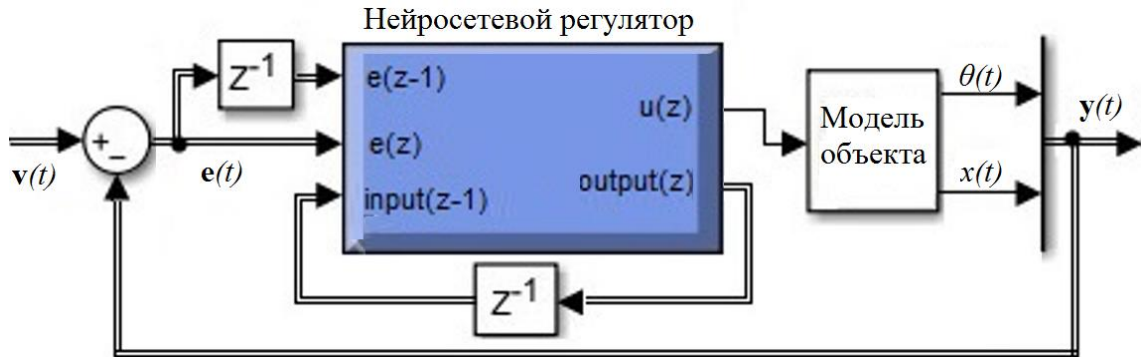 Нейросетевой регулятор
Z⁻¹
e(z-1)
e(z)
input(z-1)
u(z)
output(z)
+
−
v(t)
e(t)
Модель
объекта
θ(t)
x(t)
y(t)
Z⁻¹